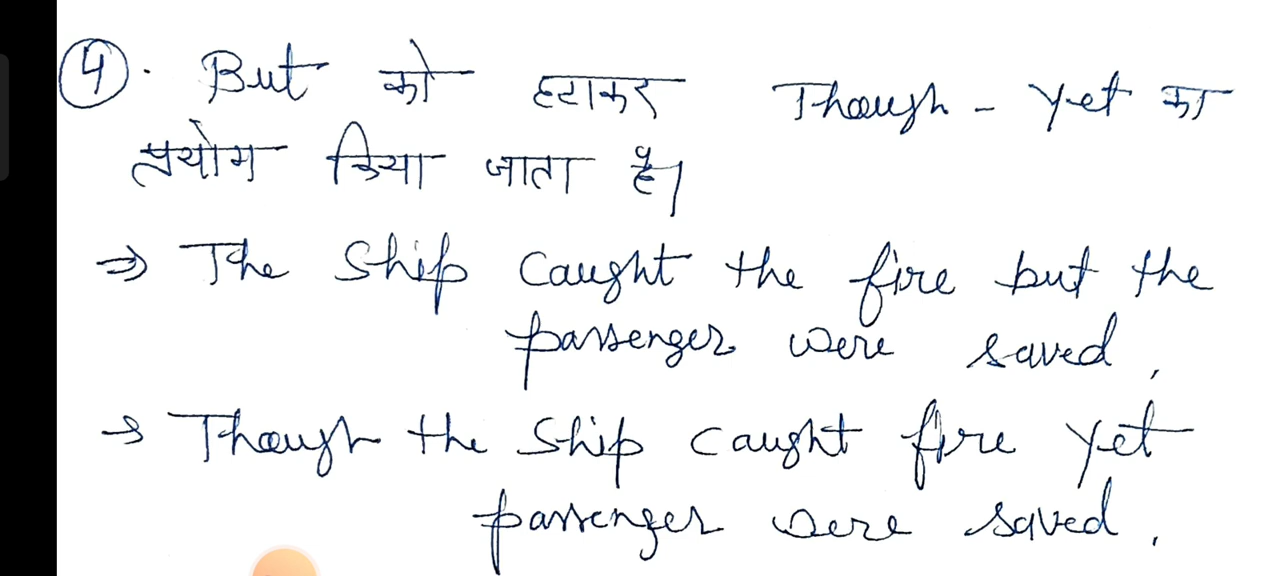 ④. But को हटाकर Though - yet का
प्रयोग किया जाता है।
⇒ The Ship Caught the fire but the
passenger were saved.
→ Though the Ship Caught fire yet
passenger were saved.